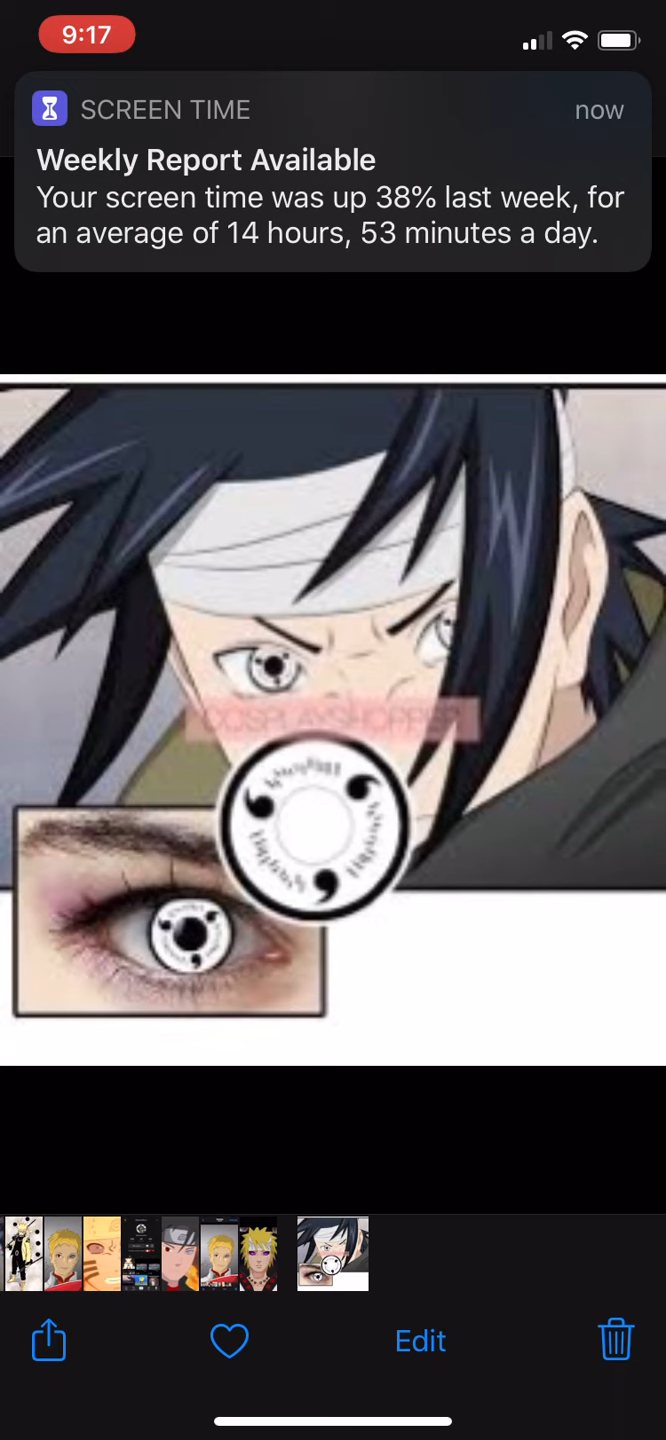 9:17
SCREEN TIME
now
Weekly Report Available
Your screen time was up 38% last week, for
an average of 14 hours, 53 minutes a day.
COSPLAYSHOPPER
Edit